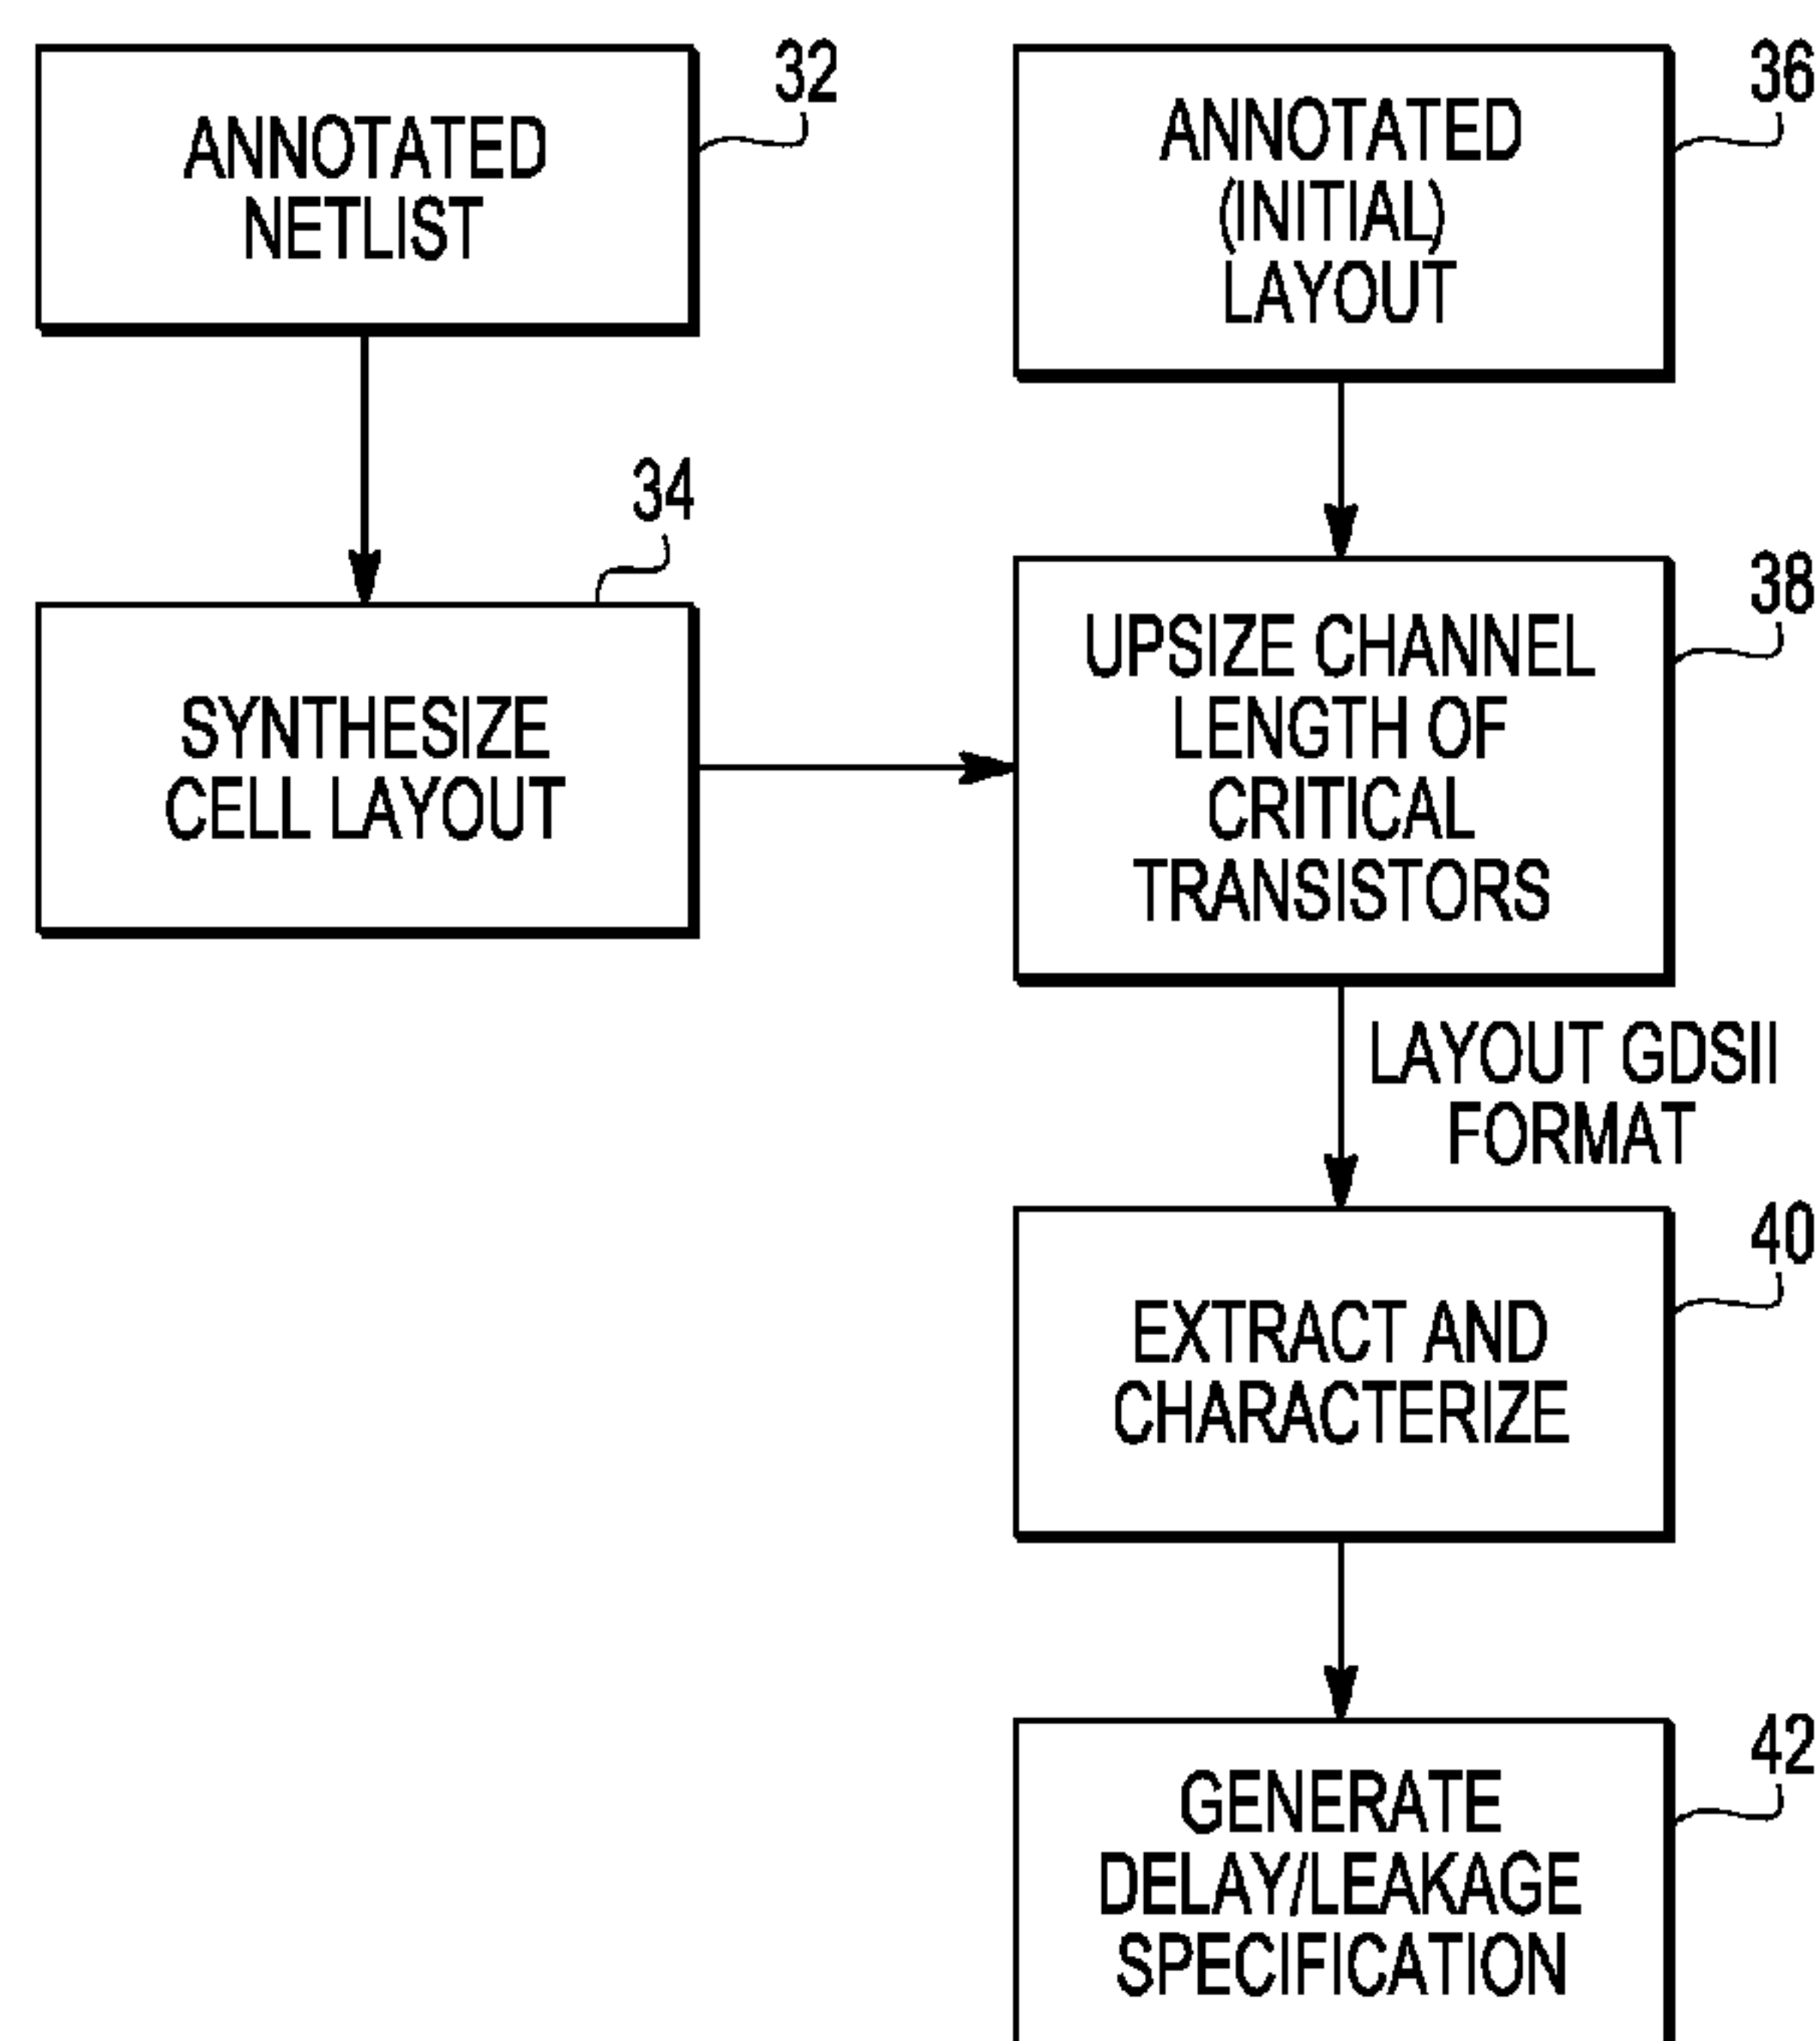 32
ANNOTATED
NETLIST
36
ANNOTATED
(INITIAL)
LAYOUT
34
SYNTHESIZE
CELL LAYOUT
38
UPSIZE CHANNEL
LENGTH OF
CRITICAL
TRANSISTORS
LAYOUT GDSII
FORMAT
40
EXTRACT AND
CHARACTERIZE
42
GENERATE
DELAY/LEAKAGE
SPECIFICATION